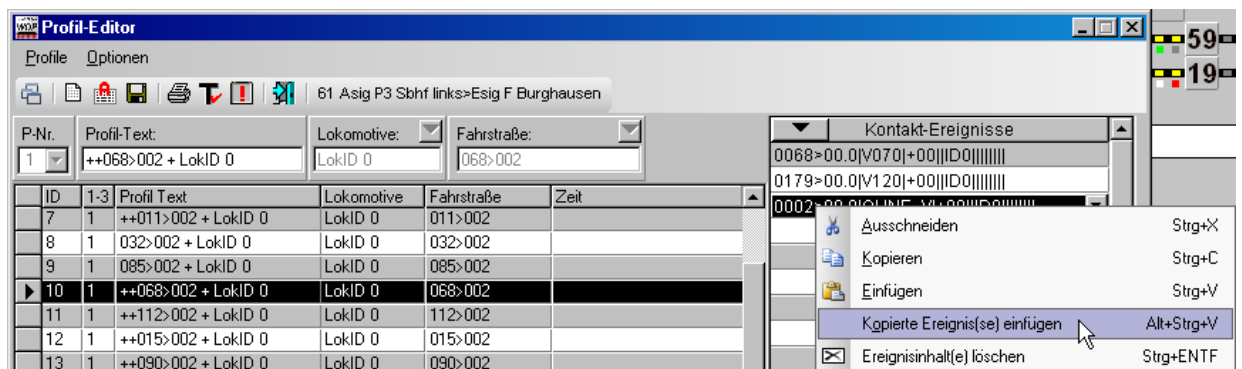 Profil-Editor
Profile Optionen
61 Asig P3 Sbhf links>Esig F Burghausen
P-Nr. Profil-Text: Lokomotive: Fahrstraße:
1 ++068>002 + LokID 0 LokID 0 068>002
ID 1-3 Profil Text Lokomotive Fahrstraße Zeit
7 1 ++011>002 + LokID 0 LokID 0 011>002
8 1 032>002 + LokID 0 LokID 0 032>002
9 1 085>002 + LokID 0 LokID 0 085>002
10 1 ++068>002 + LokID 0 LokID 0 068>002
11 1 ++112>002 + LokID 0 LokID 0 112>002
12 1 ++015>002 + LokID 0 LokID 0 015>002
13 1 ++090>002 + LokID 0 LokID 0 090>002
Kontakt-Ereignisse
0068>00.0|V070|+00||ID0||||||||
0179>00.0|V120|+00||ID0||||||||
Ausschneiden Strg+X
Kopieren Strg+C
Einfügen Strg+V
Kopierte Ereignis(se) einfügen Alt+Strg+V
Ereignisinhalt(e) löschen Strg+ENTF
59
19